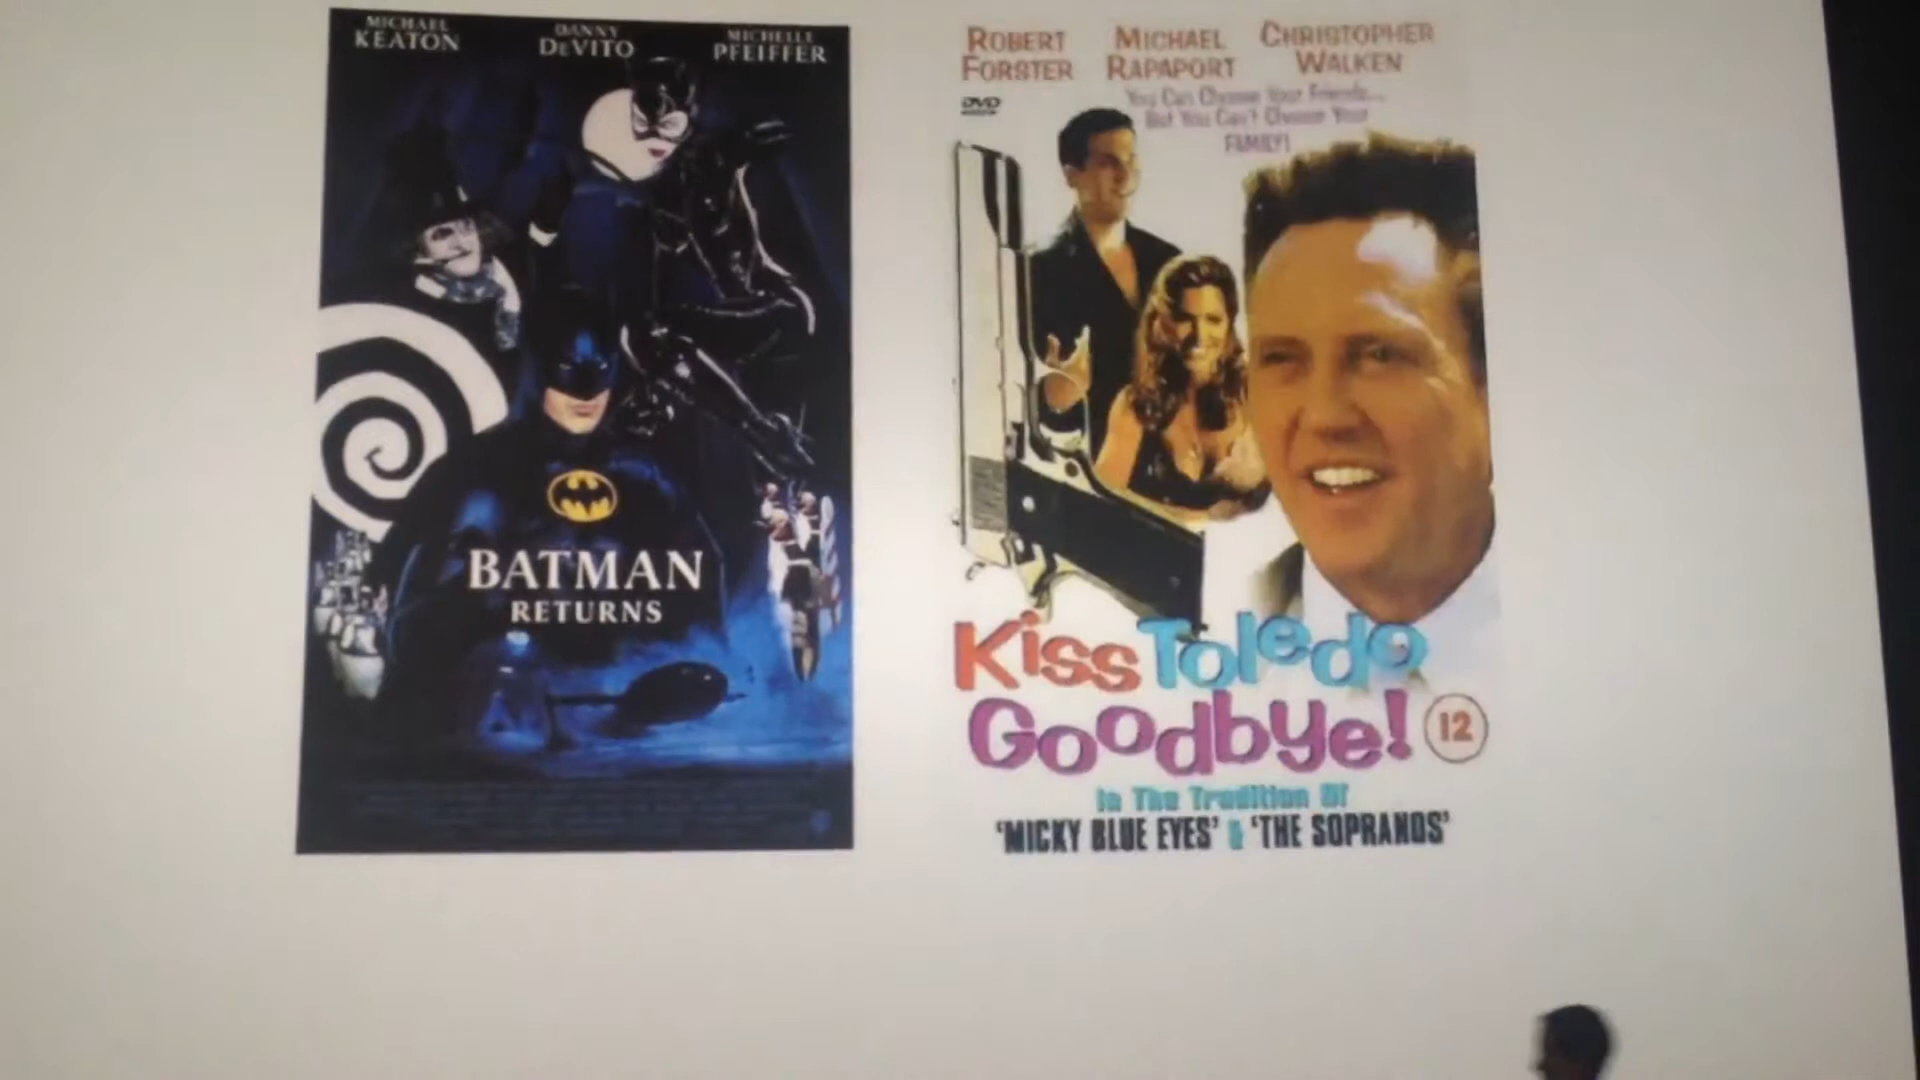 MICHAEL KEATON
DANNY DEVITO
MICHELLE PFEIFFER
BATMAN
RETURNS
ROBERT FORSTER
MICHAEL RAPAPORT
CHRISTOPHER WALKEN
DVD
You Can Choose Your Friends...
But You Can't Choose Your
FAMILY!
Kiss Toledo
Goodbye!
12
In The Tradition Of
'MICKY BLUE EYES' & 'THE SOPRANOS'